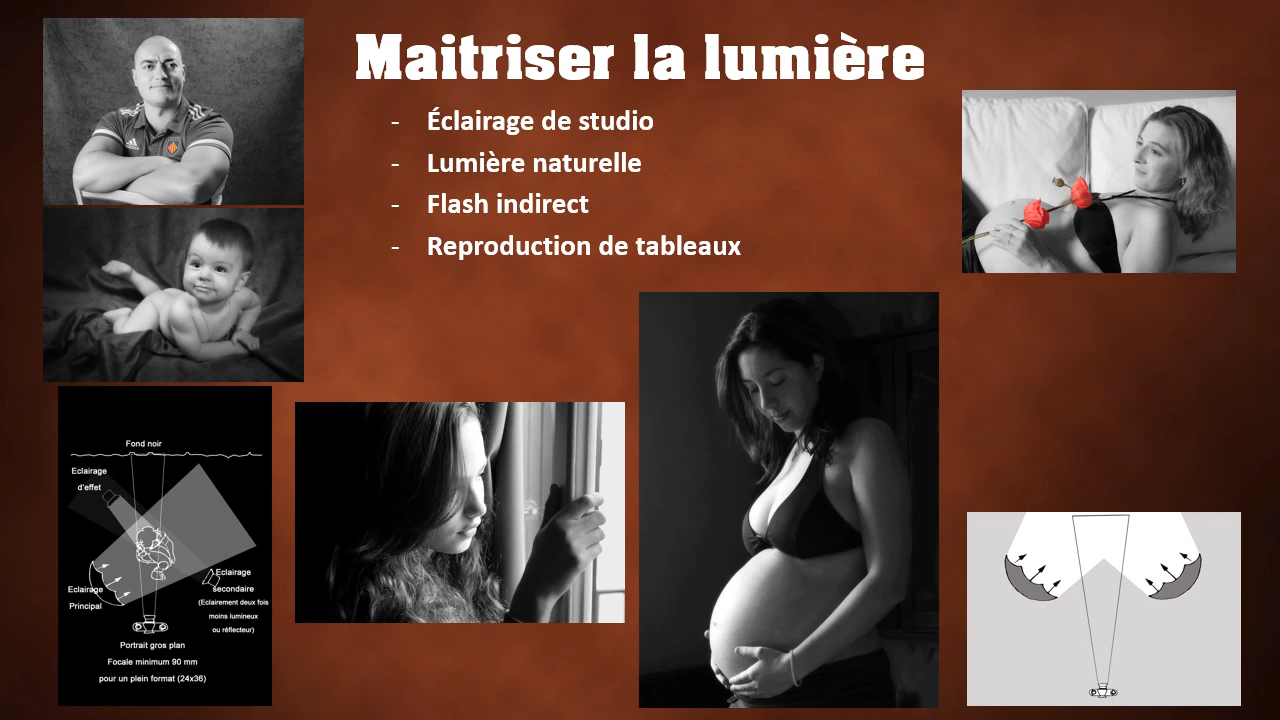 Maitriser la lumière
- Éclairage de studio
- Lumière naturelle
- Flash indirect
- Reproduction de tableaux
Fond noir
Eclairage
d'effet
Eclairage
Principal
Eclairage
secondaire
(Eclairement deux fois
moins lumineux
ou réflecteur)
Portrait gros plan
Focale minimum 90 mm
pour un plein format (24x36)